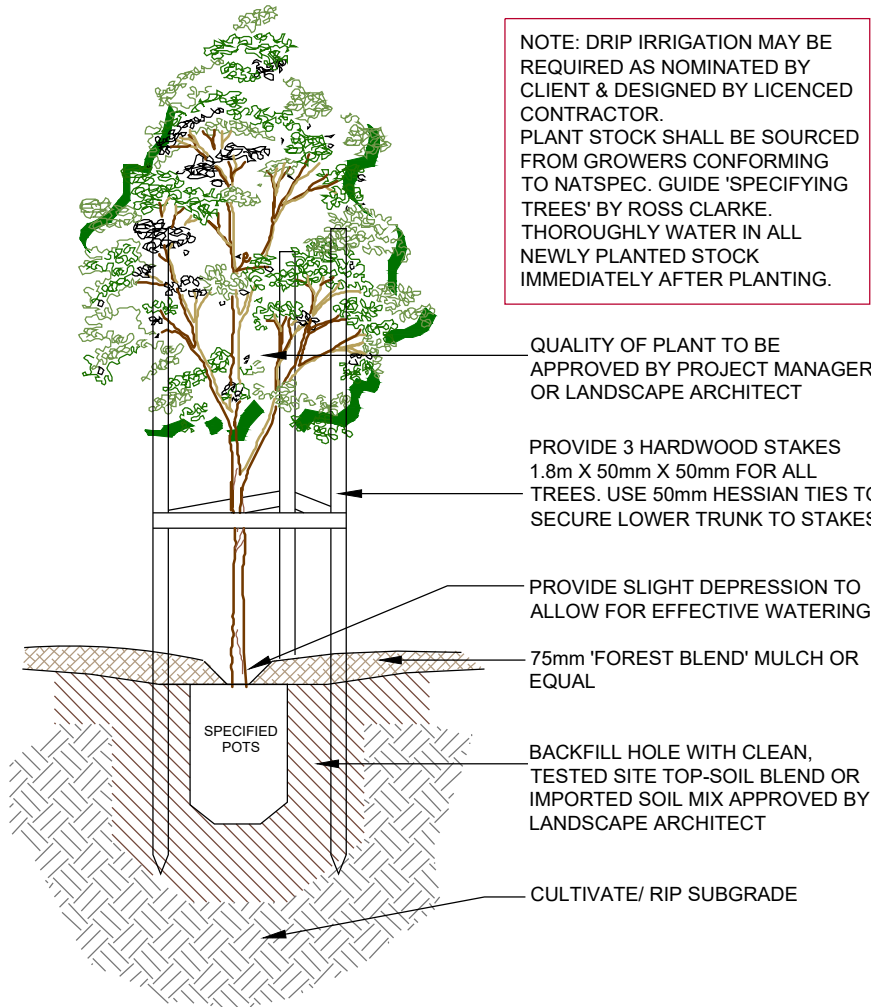 NOTE: DRIP IRRIGATION MAY BE
REQUIRED AS NOMINATED BY
CLIENT & DESIGNED BY LICENCED
CONTRACTOR.
PLANT STOCK SHALL BE SOURCED
FROM GROWERS CONFORMING
TO NATSPEC. GUIDE 'SPECIFYING
TREES' BY ROSS CLARKE.
THOROUGHLY WATER IN ALL
NEWLY PLANTED STOCK
IMMEDIATELY AFTER PLANTING.
QUALITY OF PLANT TO BE
APPROVED BY PROJECT MANAGER
OR LANDSCAPE ARCHITECT
PROVIDE 3 HARDWOOD STAKES
1.8m X 50mm X 50mm FOR ALL
TREES. USE 50mm HESSIAN TIES TO
SECURE LOWER TRUNK TO STAKES
PROVIDE SLIGHT DEPRESSION TO
ALLOW FOR EFFECTIVE WATERING
75mm 'FOREST BLEND' MULCH OR
EQUAL
SPECIFIED
POTS
BACKFILL HOLE WITH CLEAN,
TESTED SITE TOP-SOIL BLEND OR
IMPORTED SOIL MIX APPROVED BY
LANDSCAPE ARCHITECT
CULTIVATE/ RIP SUBGRADE